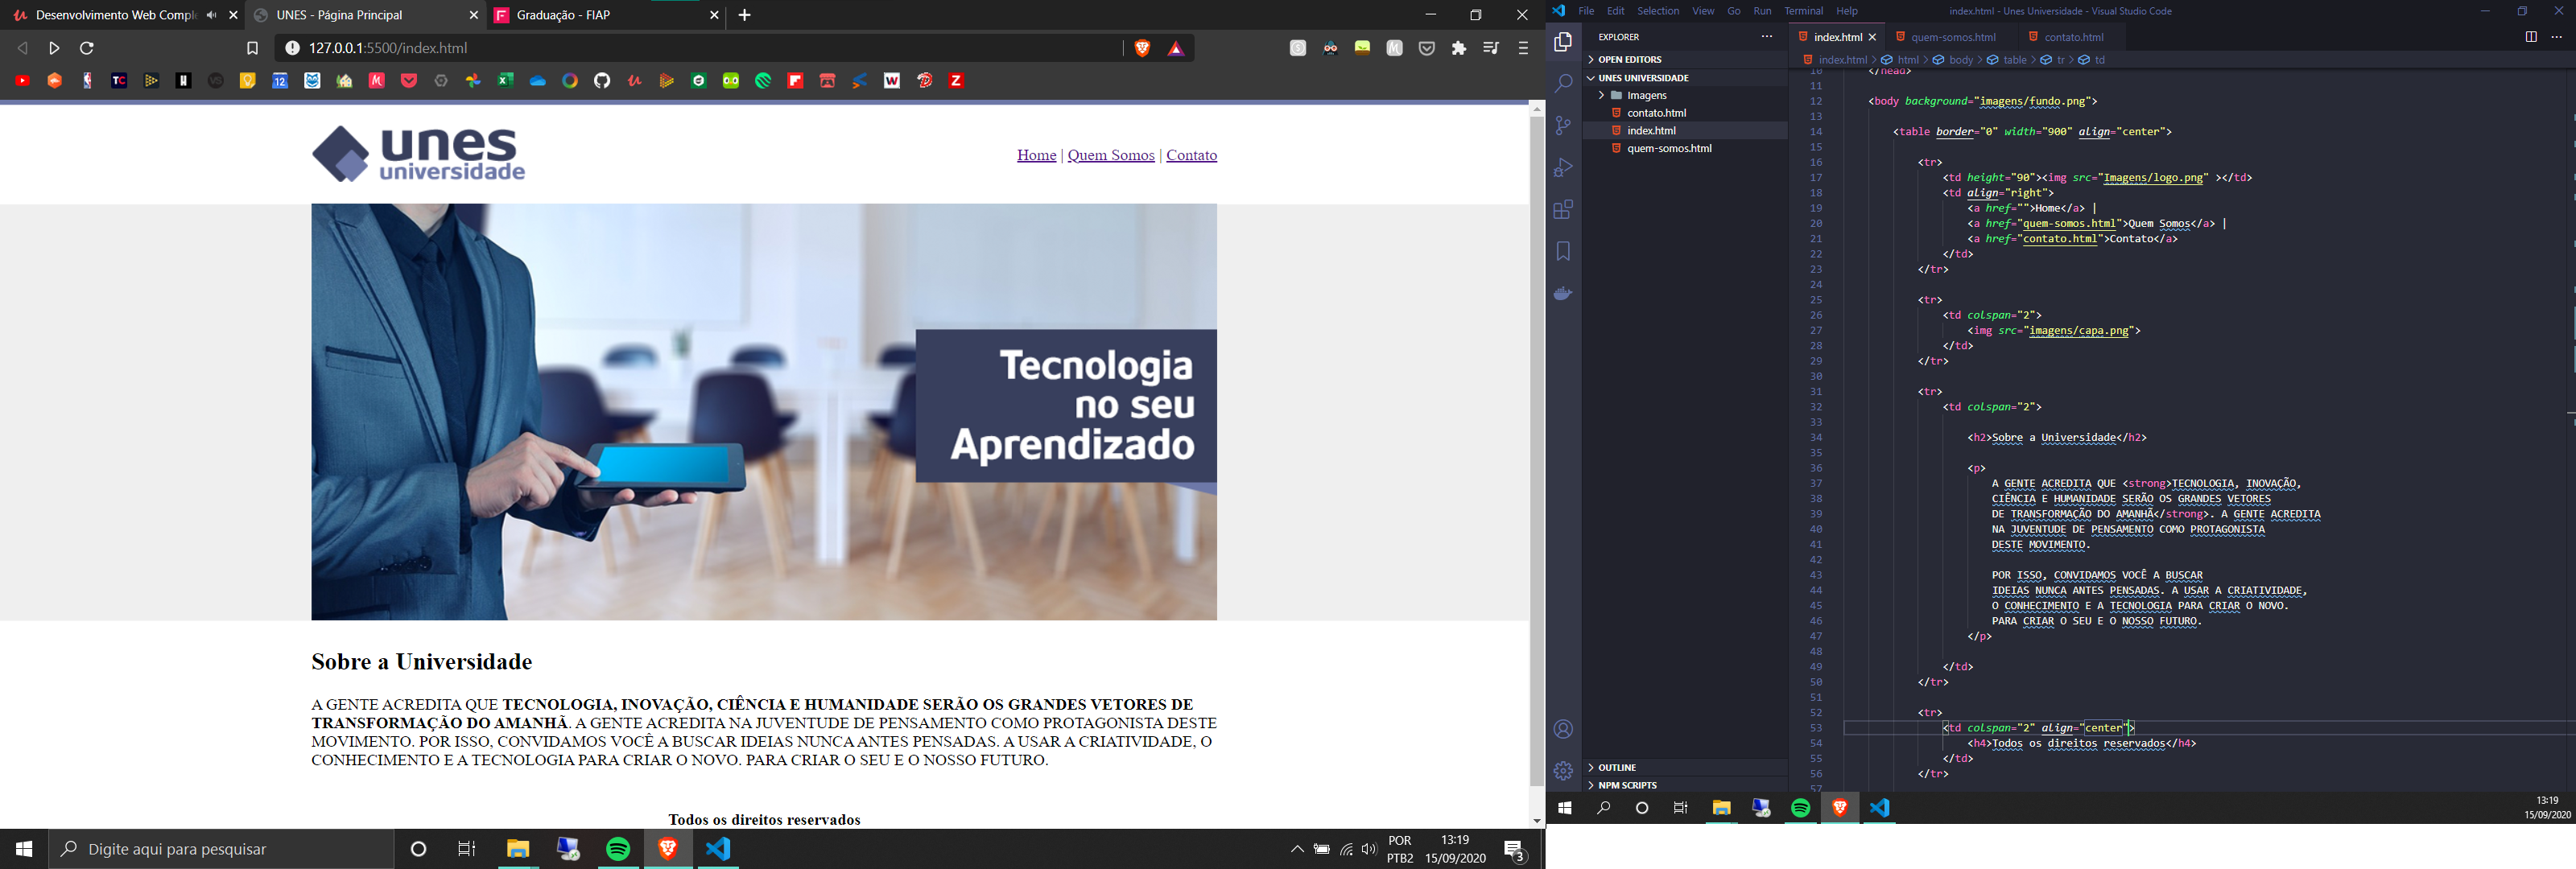 Desenvolvimento Web Comple
UNES - Página Principal
Graduação - FIAP
127.0.0.1:5500/index.html
unes
universidade
Home | Quem Somos | Contato
Tecnologia
no seu
Aprendizado
Sobre a Universidade
A GENTE ACREDITA QUE TECNOLOGIA, INOVAÇÃO, CIÊNCIA E HUMANIDADE SERÃO OS GRANDES VETORES DE
TRANSFORMAÇÃO DO AMANHÃ. A GENTE ACREDITA NA JUVENTUDE DE PENSAMENTO COMO PROTAGONISTA DESTE
MOVIMENTO. POR ISSO, CONVIDAMOS VOCÊ A BUSCAR IDEIAS NUNCA ANTES PENSADAS. A USAR A CRIATIVIDADE, O
CONHECIMENTO E A TECNOLOGIA PARA CRIAR O NOVO. PARA CRIAR O SEU E O NOSSO FUTURO.
Todos os direitos reservados
Digite aqui para pesquisar
POR
PTB2
13:19
15/09/2020
3
File Edit Selection View Go Run Terminal Help
index.html - Unes Universidade - Visual Studio Code
EXPLORER
OPEN EDITORS
UNES UNIVERSIDADE
Imagens
contato.html
index.html
quem-somos.html
OUTLINE
NPM SCRIPTS
index.html
quem-somos.html
contato.html
index.html > html > body > table > tr > td
10 </head>
11
12 <body background="imagens/fundo.png">
13
14 <table border="0" width="900" align="center">
15
16 <tr>
17 <td height="90"><img src="Imagens/logo.png" ></td>
18 <td align="right">
19 <a href="">Home</a> |
20 <a href="quem-somos.html">Quem Somos</a> |
21 <a href="contato.html">Contato</a>
22 </td>
23 </tr>
24
25 <tr>
26 <td colspan="2">
27 <img src="imagens/capa.png">
28 </td>
29 </tr>
30
31 <tr>
32 <td colspan="2">
33
34 <h2>Sobre a Universidade</h2>
35
36 <p>
37 A GENTE ACREDITA QUE <strong>TECNOLOGIA, INOVAÇÃO,
38 CIÊNCIA E HUMANIDADE SERÃO OS GRANDES VETORES
39 DE TRANSFORMAÇÃO DO AMANHÃ</strong>. A GENTE ACREDITA
40 NA JUVENTUDE DE PENSAMENTO COMO PROTAGONISTA
41 DESTE MOVIMENTO.
42
43 POR ISSO, CONVIDAMOS VOCÊ A BUSCAR
44 IDEIAS NUNCA ANTES PENSADAS. A USAR A CRIATIVIDADE,
45 O CONHECIMENTO E A TECNOLOGIA PARA CRIAR O NOVO.
46 PARA CRIAR O SEU E O NOSSO FUTURO.
47 </p>
48
49 </td>
50 </tr>
51
52 <tr>
53 <td colspan="2" align="center">
54 <h4>Todos os direitos reservados</h4>
55 </td>
56 </tr>
57
13:19
15/09/2020